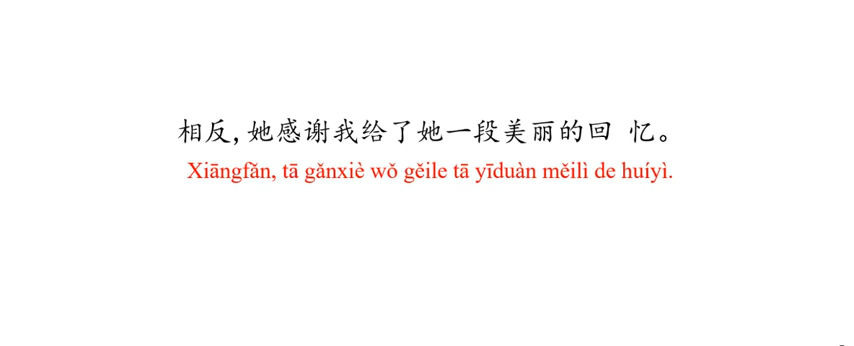 相反,她感谢我给了她一段美丽的回 忆。
Xiāngfǎn, tā gǎnxiè wǒ gěile tā yīduàn měilì de huíyì.